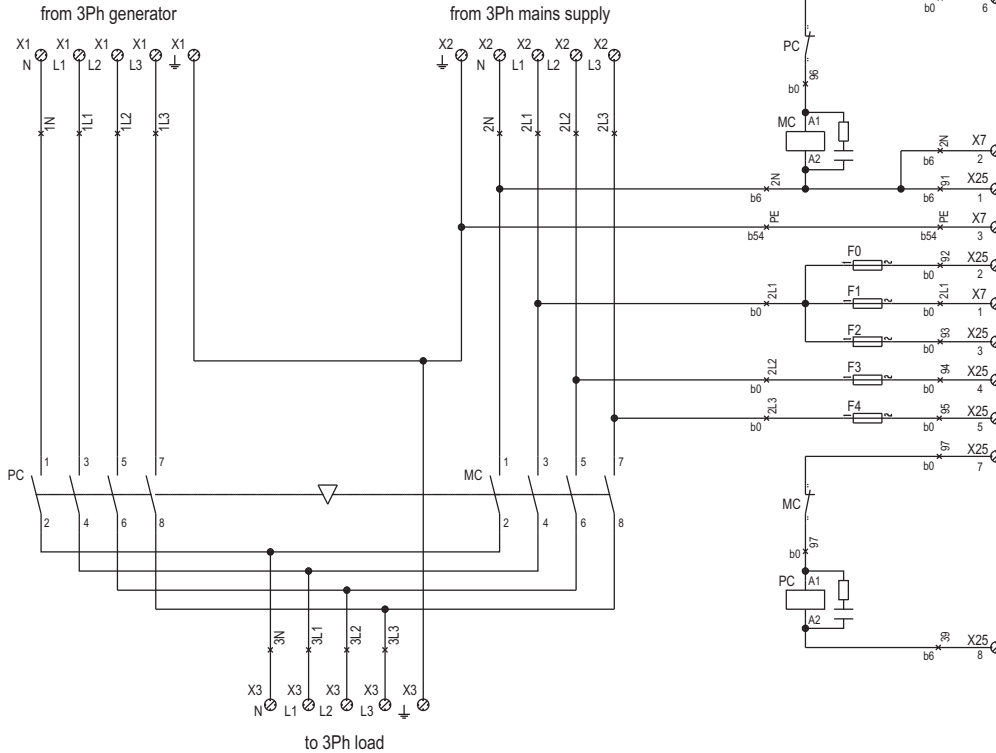 from 3Ph generator
from 3Ph mains supply
b0 6
X1 X1 X1 X1 X1
N L1 L2 L3
X2 X2 X2 X2 X2
N L1 L2 L3
PC
96
b0
1N 1L1 1L2 1L3
2N 2L1 2L2 2L3
MC A1
A2
2N X7
b6 2
2N
b6
91 X25
b6 1
PE
b54
PE X7
b54 3
F0
92 X25
b0 2
2L1
b0
F1
2L1 X7
b0 1
F2
93 X25
b0 3
2L2
b0
F3
94 X25
b0 4
2L3
b0
F4
95 X25
b0 5
97 X25
b0 7
PC
1 3 5 7
2 4 6 8
MC
1 3 5 7
2 4 6 8
MC
97
b0
PC A1
A2
39 X25
b6 8
3N 3L1 3L2 3L3
X3 X3 X3 X3 X3
N L1 L2 L3
to 3Ph load